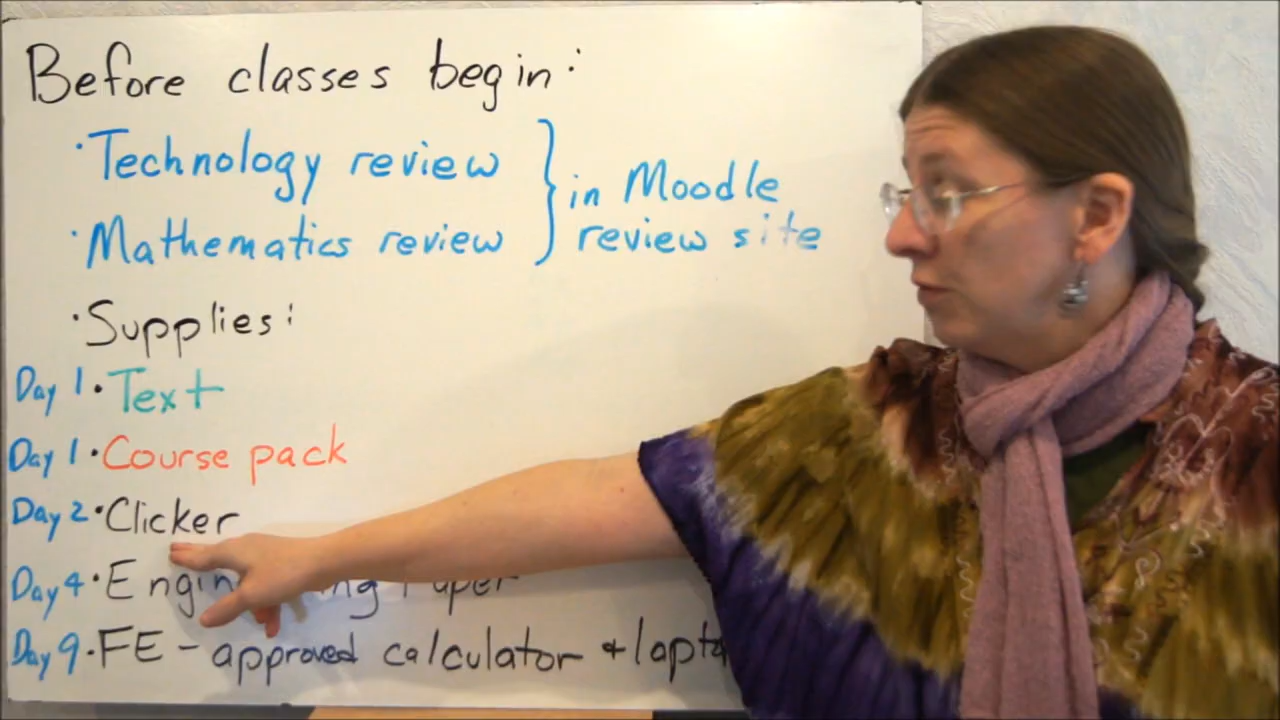 Before classes begin:
· Technology review
· Mathematics review
in Moodle
review site
· Supplies:
Day 1 · Text
Day 1 · Course pack
Day 2 · Clicker
Day 4 ·
Day 9 · FE - approved calculator +